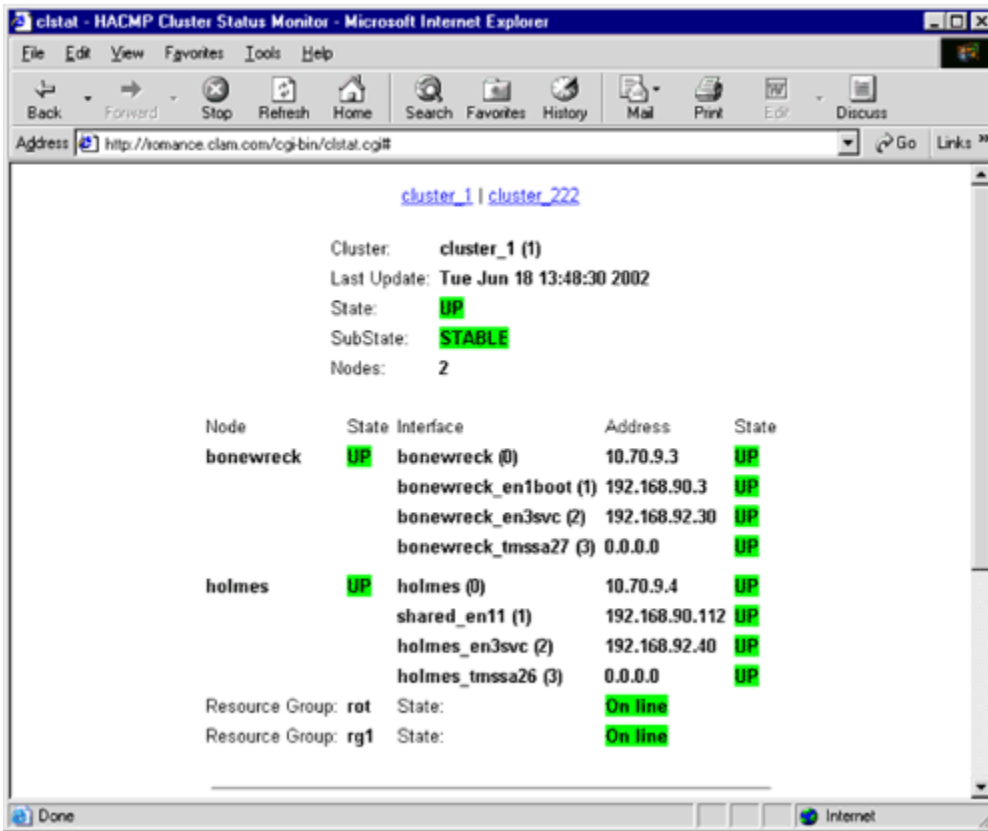 clstat - HACMP Cluster Status Monitor - Microsoft Internet Explorer
File Edit View Favorites Tools Help
Back Forward Stop Refresh Home Search Favorites History Mail Print Edit Discuss
Address http://romance.clam.com/cgi-bin/clstat.cgi# Go Links »
cluster_1 | cluster_222
Cluster: cluster_1 (1)
Last Update: Tue Jun 18 13:48:30 2002
State: UP
SubState: STABLE
Nodes: 2
Node State Interface Address State
bonewreck UP bonewreck (0) 10.70.9.3 UP
bonewreck_en1boot (1) 192.168.90.3 UP
bonewreck_en3svc (2) 192.168.92.30 UP
bonewreck_tmssa27 (3) 0.0.0.0 UP
holmes UP holmes (0) 10.70.9.4 UP
shared_en11 (1) 192.168.90.112 UP
holmes_en3svc (2) 192.168.92.40 UP
holmes_tmssa26 (3) 0.0.0.0 UP
Resource Group: rot State: On line
Resource Group: rg1 State: On line
Done Internet